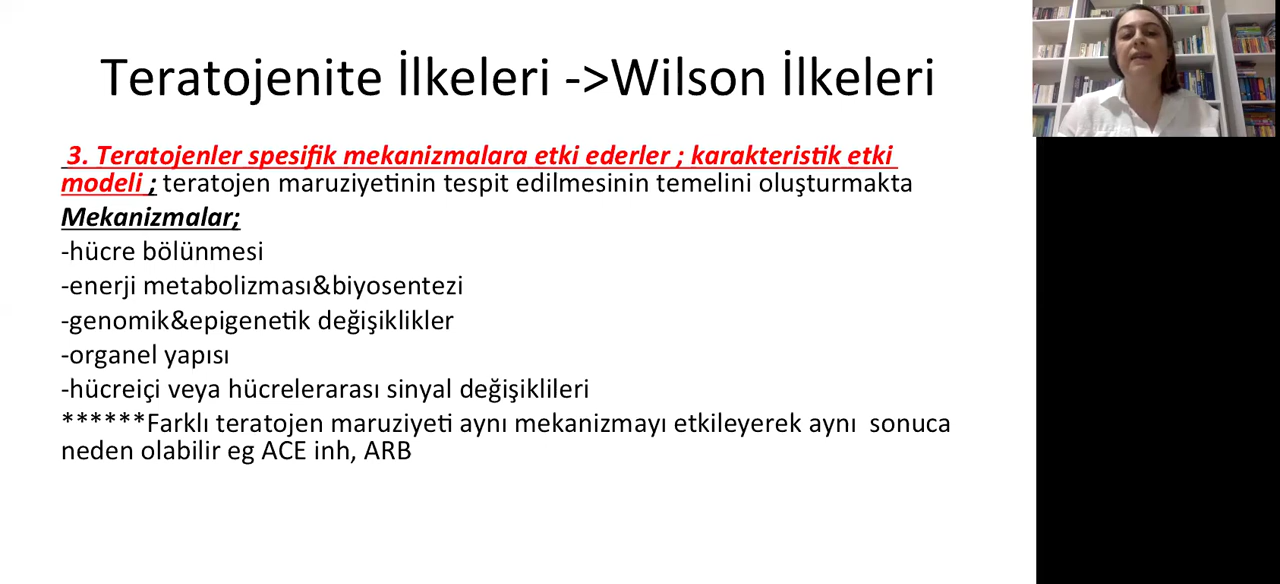 Teratojenite İlkeleri ->Wilson İlkeleri
3. Teratojenler spesifik mekanizmalara etki ederler ; karakteristik etki
modeli ; teratojen maruziyetinin tespit edilmesinin temelini oluşturmakta
Mekanizmalar;
-hücre bölünmesi
-enerji metabolizması&biyosentezi
-genomik&epigenetik değişiklikler
-organel yapısı
-hücreiçi veya hücrelerarası sinyal değişiklileri
******Farklı teratojen maruziyeti aynı mekanizmayı etkileyerek aynı  sonuca
neden olabilir eg ACE inh, ARB